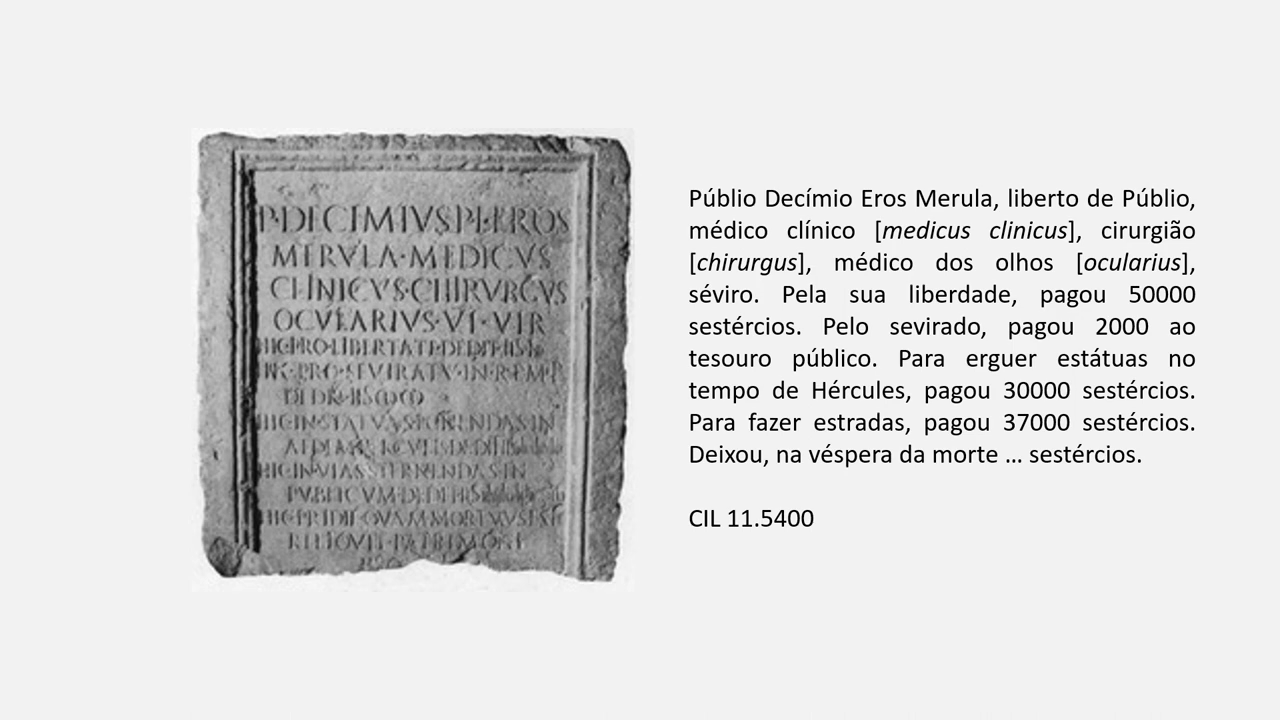 P·DECIMIVS·P·L·EROS
MERVLA·MEDICVS
CLINICVS·CHIRVRGVS
OCVLARIVS·VI·VIR
HIC·PRO·LIBERTATE·DEDIT·HS
HIC·PRO·SEVIRATV·IN·REM·P
DEDIT·HS
HIC·IN·STATVAS·PONENDAS·IN
AEDEM·HERCVLIS·DEDIT·HS
HIC·IN·VIAS·STERNENDAS·IN
PVBLICVM·DEDIT·HS
HIC·PRIDIE·QVAM·MORTVVS·EST
RELIQVIT·PATRIMONI
Públio Decímio Eros Merula, liberto de Públio,
médico clínico [medicus clinicus], cirurgião
[chirurgus], médico dos olhos [ocularius],
séviro. Pela sua liberdade, pagou 50000
sestércios. Pelo sevirado, pagou 2000 ao
tesouro público. Para erguer estátuas no
tempo de Hércules, pagou 30000 sestércios.
Para fazer estradas, pagou 37000 sestércios.
Deixou, na véspera da morte … sestércios.
CIL 11.5400